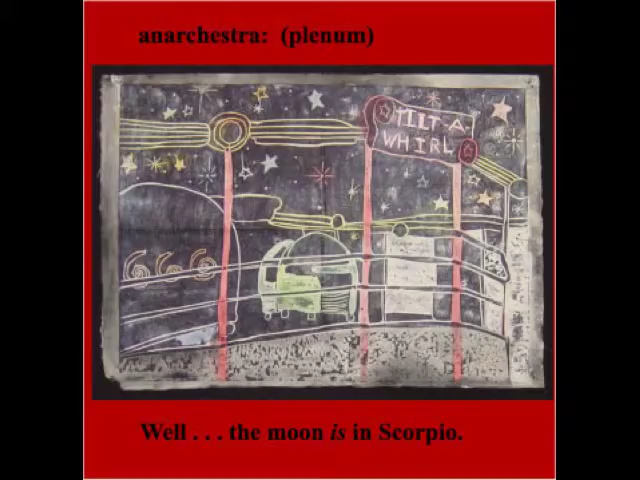 anarchestra: (plenum)
TILT-A-
WHIRL
Well . . . the moon is in Scorpio.